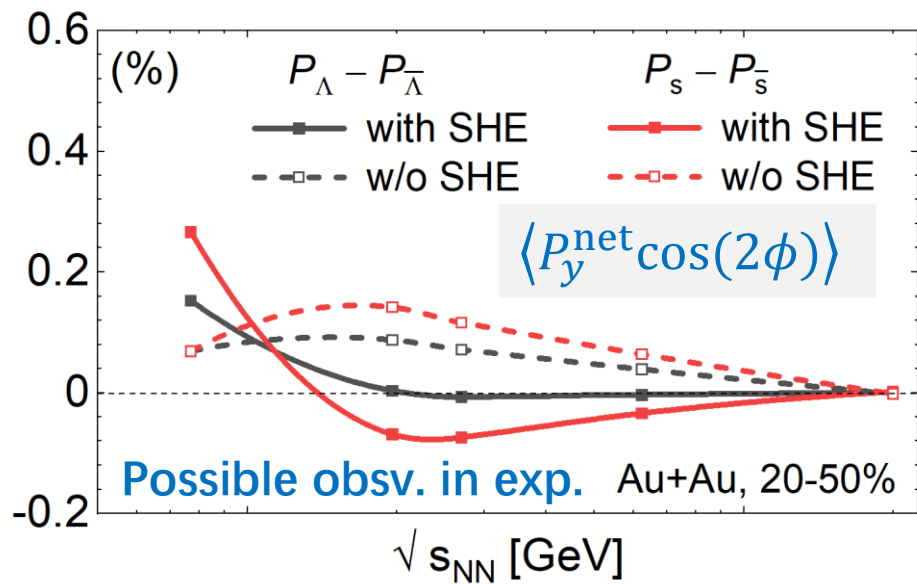 0.6
(%)
P_Λ − P_Λ̄
P_s − P_s̄
with SHE
with SHE
0.4
w/o SHE
w/o SHE
⟨P_y^net cos(2ϕ)⟩
0.2
0
Possible obsv. in exp.
Au+Au, 20-50%
-0.2
√ s_NN [GeV]